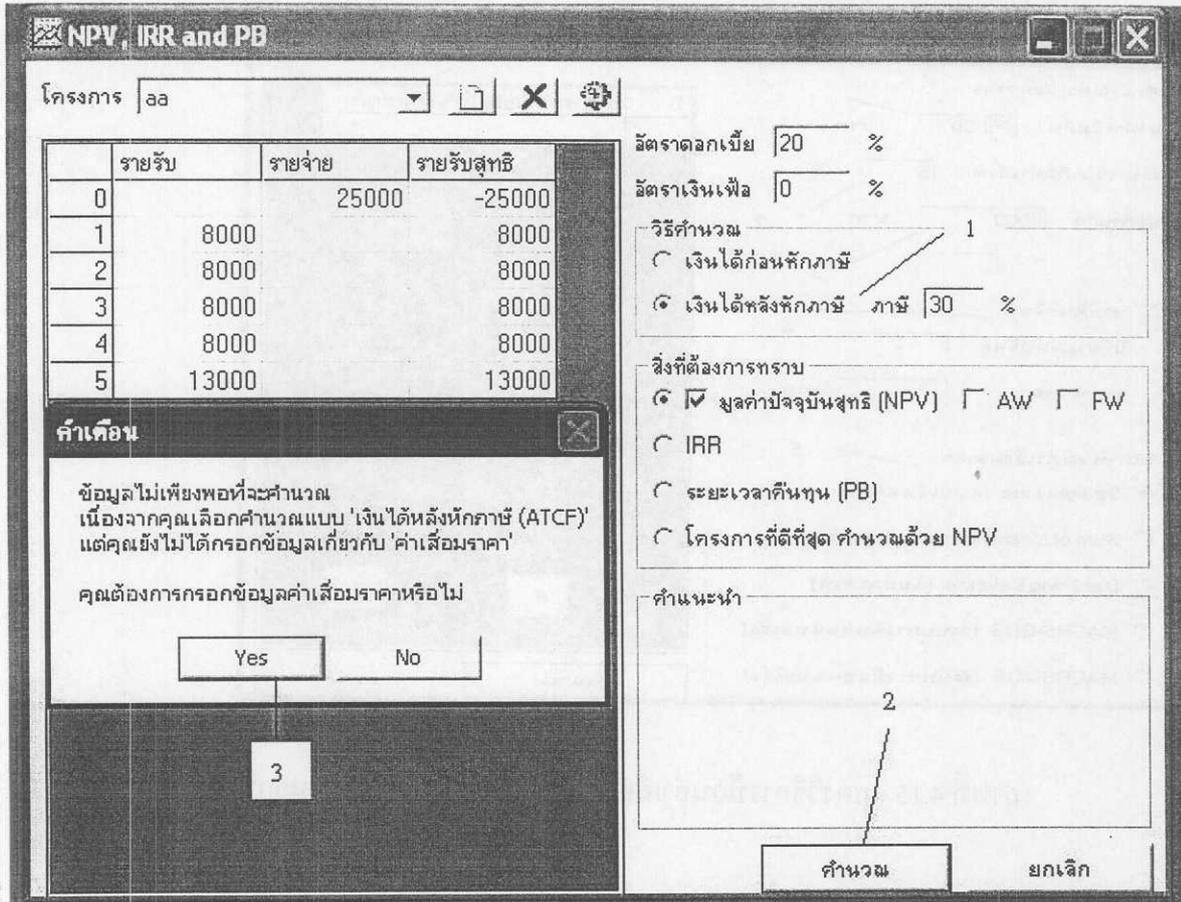 NPV, IRR and PB
โครงการ aa
รายรับ รายจ่าย รายรับสุทธิ
0 25000 -25000
1 8000 8000
2 8000 8000
3 8000 8000
4 8000 8000
5 13000 13000
คำเตือน
ข้อมูลไม่เพียงพอที่จะคำนวณ
เนื่องจากคุณเลือกคำนวณแบบ 'เงินได้หลังหักภาษี (ATCF)'
แต่คุณยังไม่ได้กรอกข้อมูลเกี่ยวกับ 'ค่าเสื่อมราคา'
คุณต้องการกรอกข้อมูลค่าเสื่อมราคาหรือไม่
Yes No
3
อัตราดอกเบี้ย 20 %
อัตราเงินเฟ้อ 0 %
วิธีคำนวณ 1
เงินได้ก่อนหักภาษี
เงินได้หลังหักภาษี ภาษี 30 %
สิ่งที่ต้องการทราบ
มูลค่าปัจจุบันสุทธิ (NPV) AW FW
IRR
ระยะเวลาคืนทุน (PB)
โครงการที่ดีที่สุด คำนวณด้วย NPV
คำแนะนำ
2
คำนวณ ยกเลิก